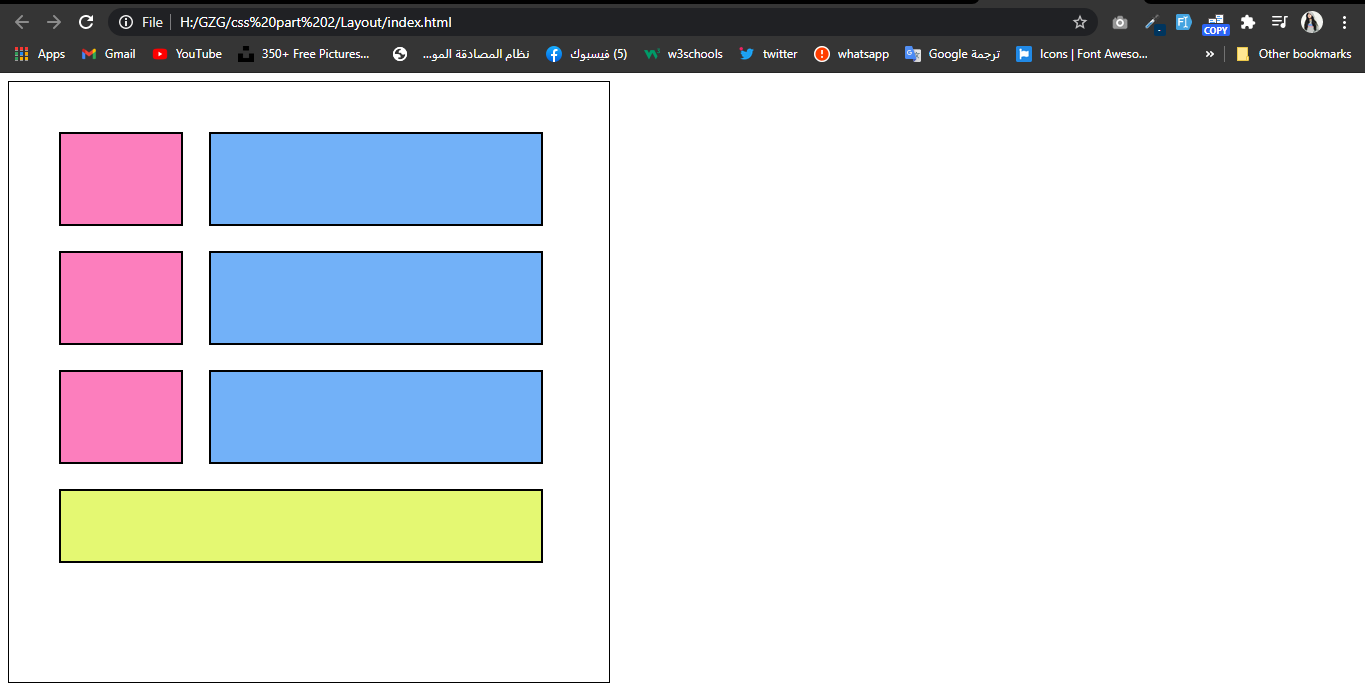 File H:/GZG/css%20part%202/Layout/index.html COPY
Apps Gmail YouTube 350+ Free Pictures... نظام المصادقة المو... (5) فيسبوك w3schools twitter whatsapp ترجمة Google Icons | Font Aweso... » Other bookmarks